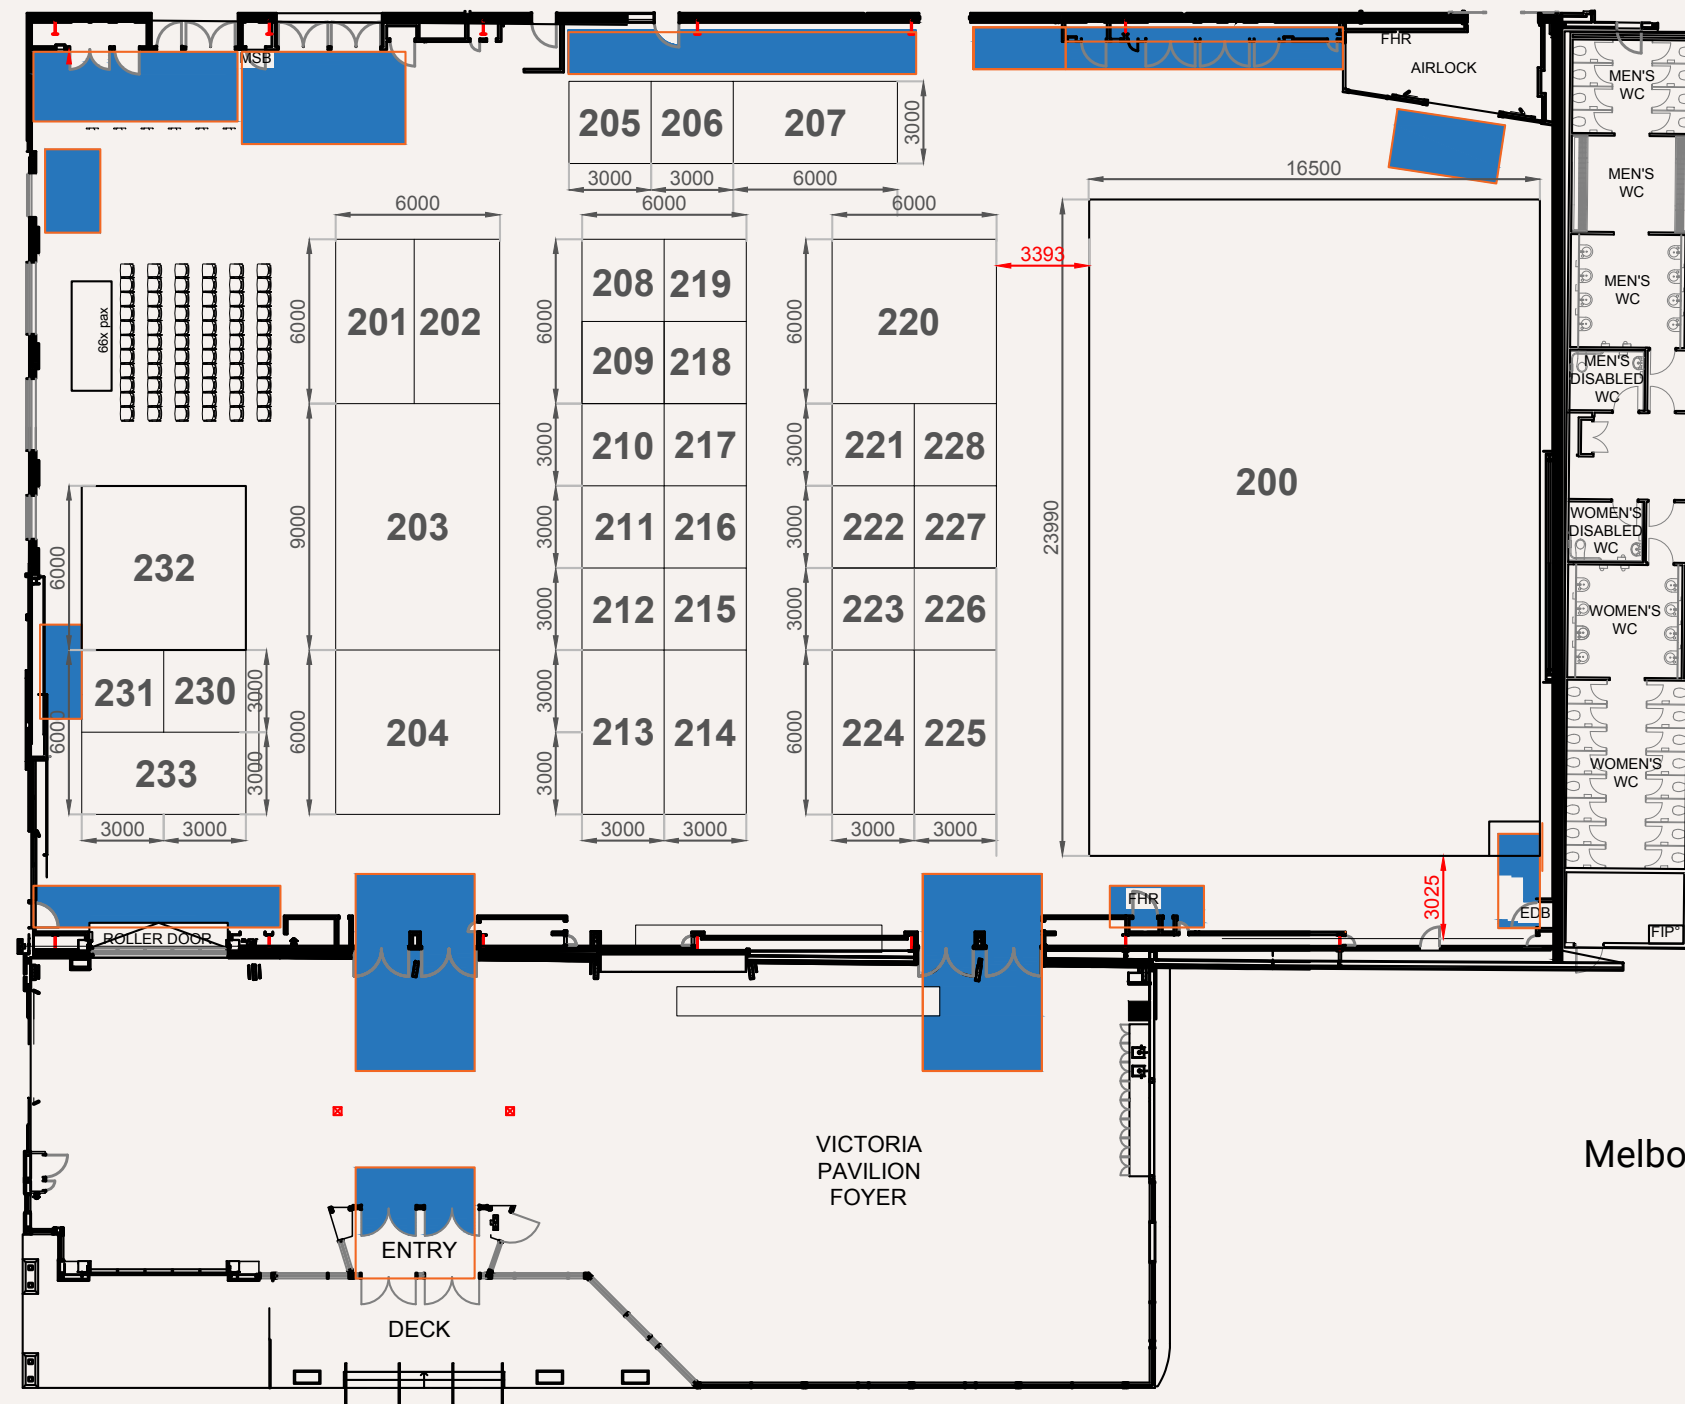 FHR
MSB
AIRLOCK
MEN'S
WC
205 206 207
3000
3000 3000 6000
16500
MEN'S
WC
6000 6000 6000
3393
201 202
208 219
209 218
220
6000
6000
6000
66x pax
MEN'S
WC
MEN'S
DISABLED
WC
210 217
221 228
3000
3000
200
232
6000
203
9000
211 216
222 227
3000
3000
23990
WOMEN'S
DISABLED
WC
212 215
223 226
3000
3000
WOMEN'S
WC
231 230
3000
6000
233
3000
204
6000
213 214
3000
3000
224 225
6000
WOMEN'S
WC
3000 3000
3000 3000
3000 3000
3025
FHR
EDB
FIP
ROLLER DOOR
VICTORIA
PAVILION
FOYER
Melbo
ENTRY
DECK